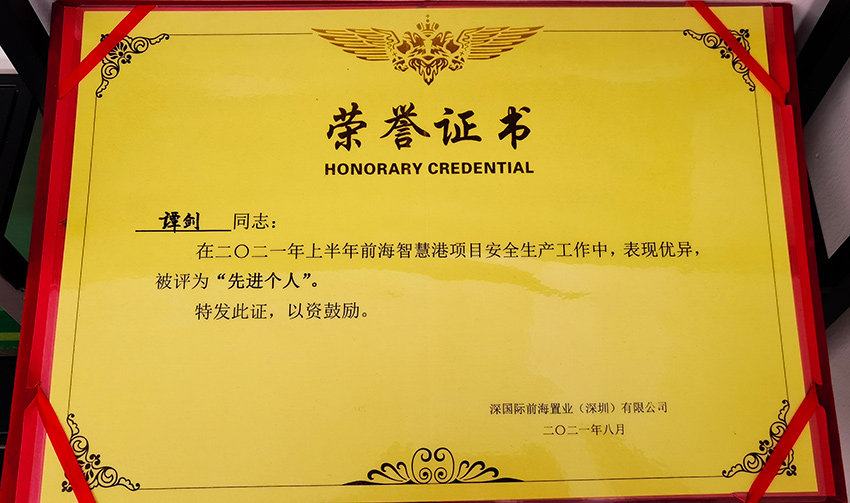 荣誉证书
HONORARY CREDENTIAL
谭剑 同志：
在二〇二一年上半年前海智慧港项目安全生产工作中，表现优异，
被评为“先进个人”。
特发此证，以资鼓励。
深国际前海置业（深圳）有限公司
二〇二一年八月